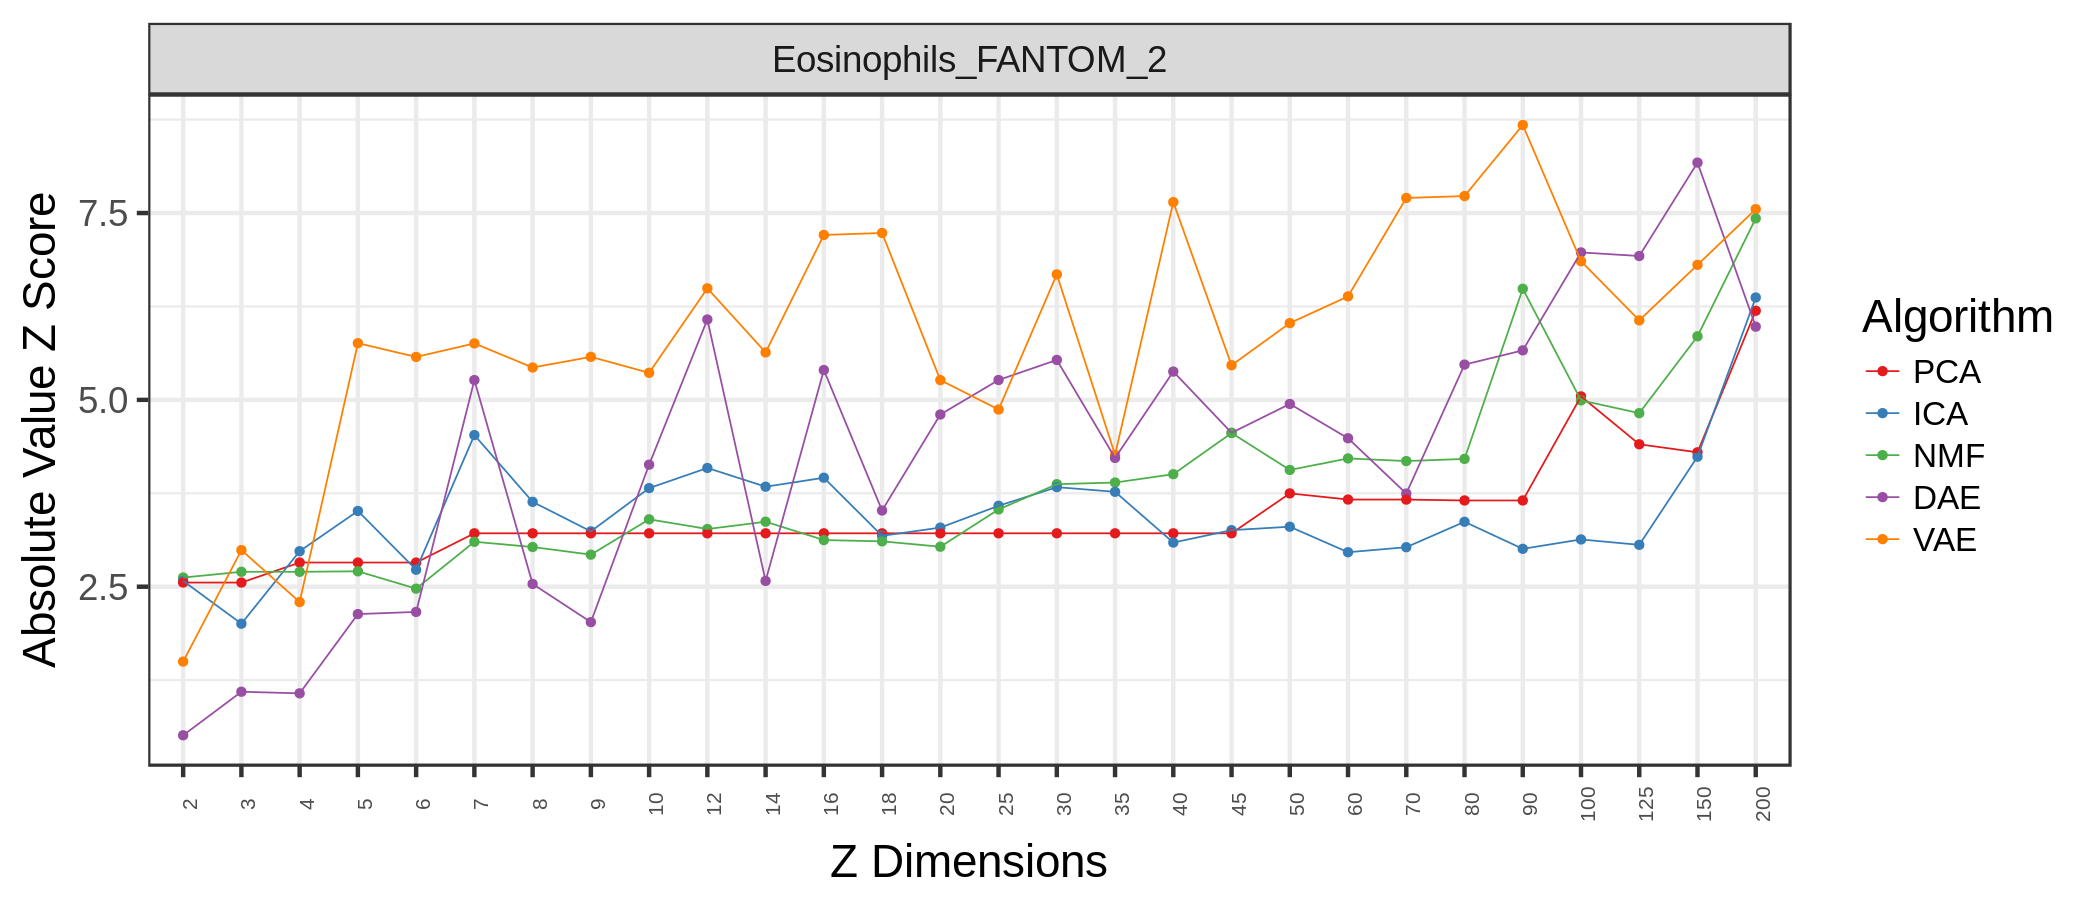 Eosinophils_FANTOM_2
Absolute Value Z Score
7.5
5.0
2.5
2 3 4 5 6 7 8 9 10 12 14 16 18 20 25 30 35 40 45 50 60 70 80 90 100 125 150 200
Z Dimensions
Algorithm
PCA
ICA
NMF
DAE
VAE